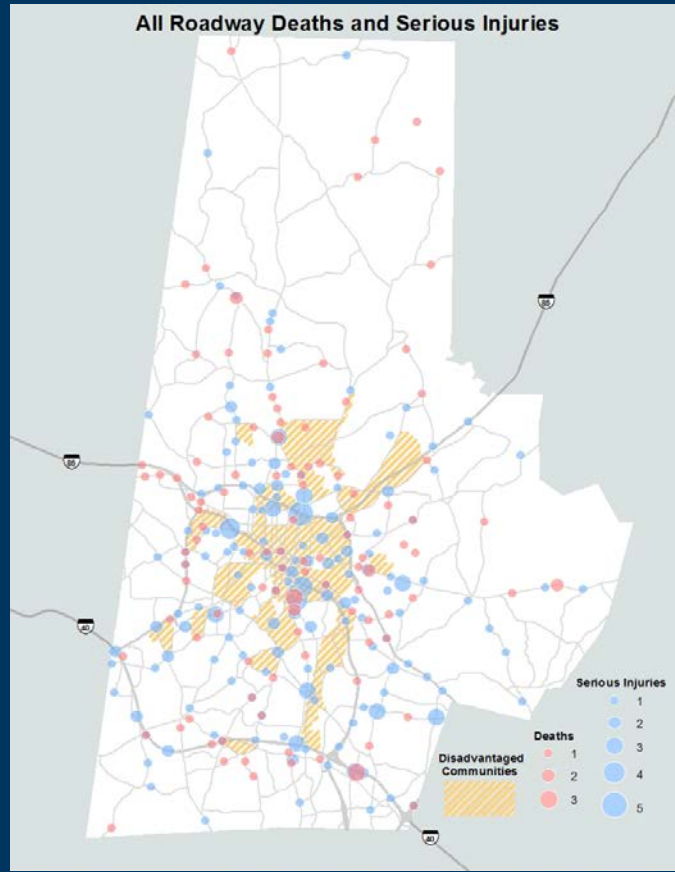 All Roadway Deaths and Serious Injuries
85
85
40
Serious Injuries
1
2
3
4
5
Deaths
1
2
3
Disadvantaged
Communities
40